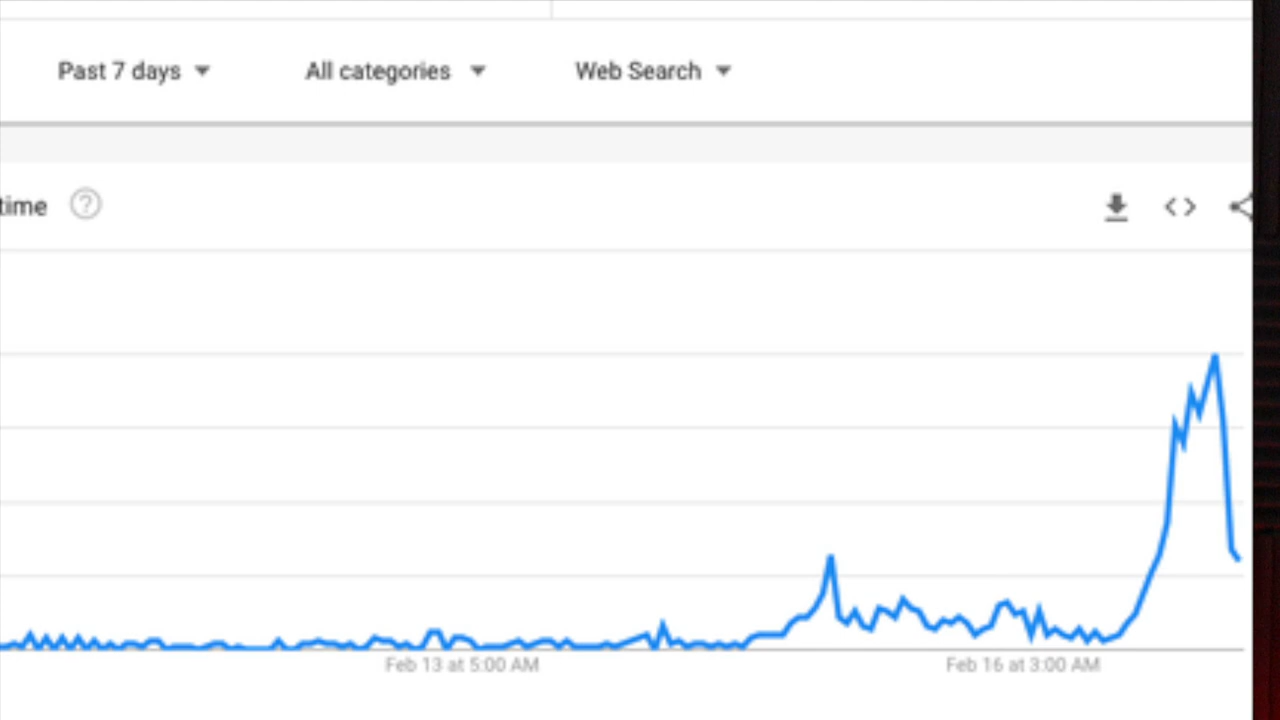 Past 7 days All categories Web Search
time ?
Feb 13 at 5:00 AM Feb 16 at 3:00 AM